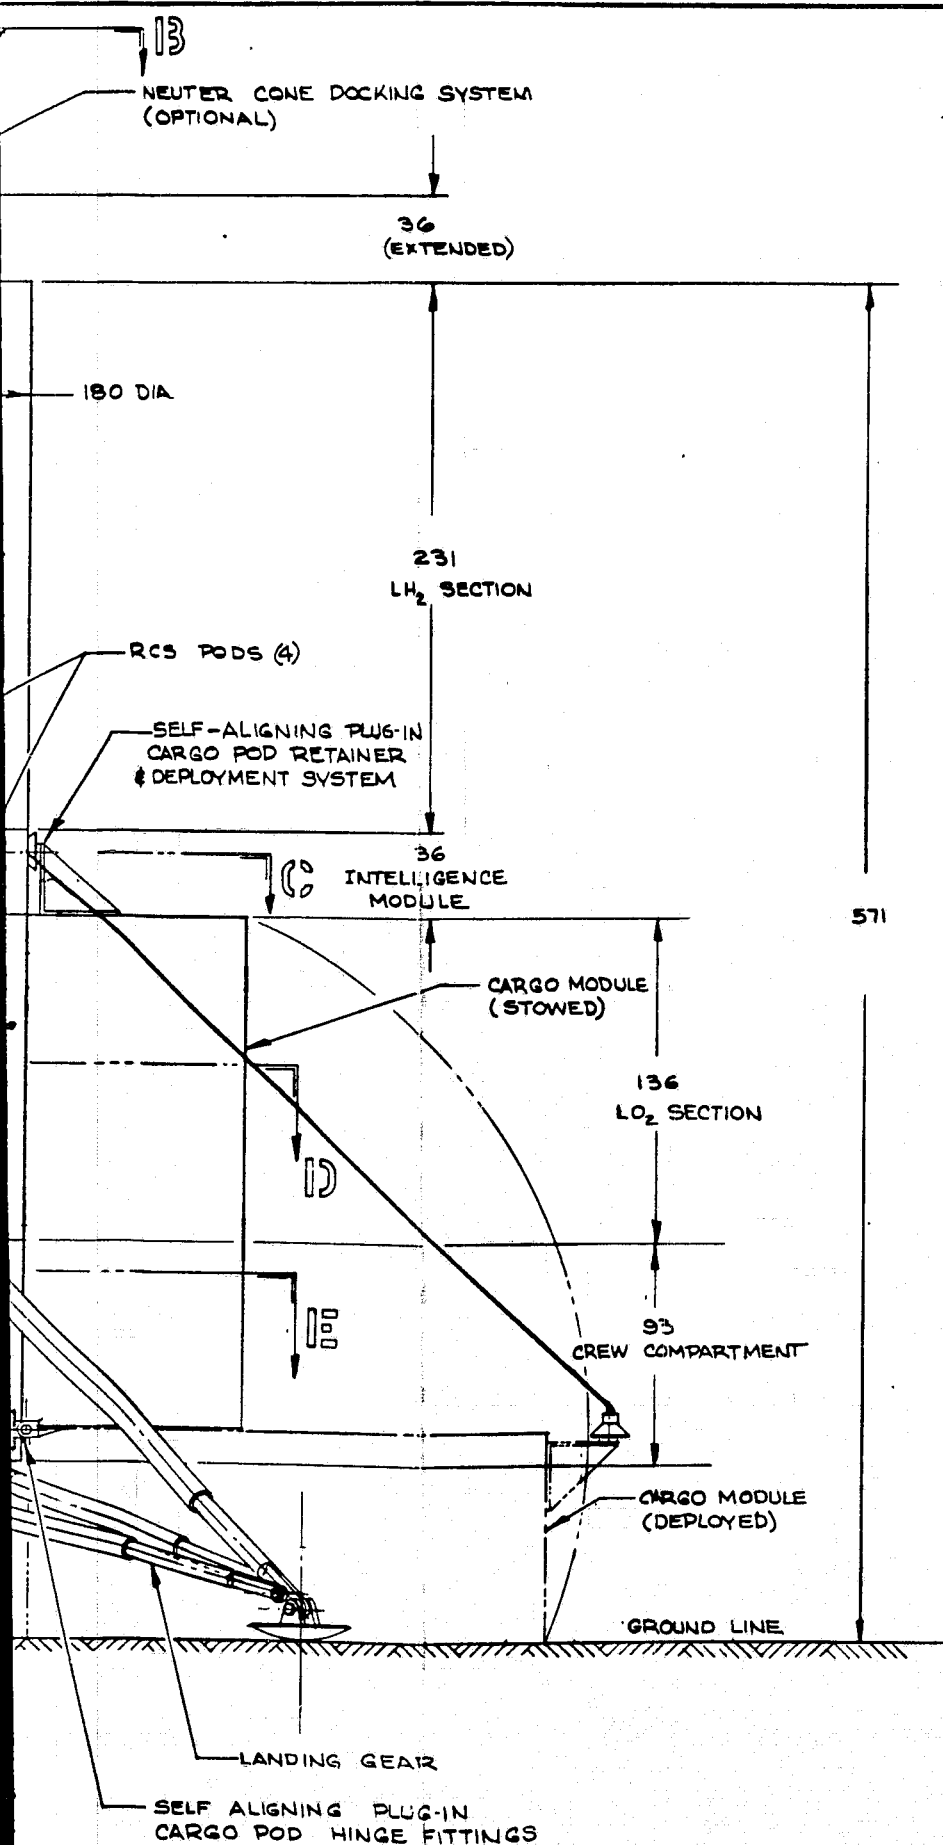 B
NEUTER CONE DOCKING SYSTEM
(OPTIONAL)
36
(EXTENDED)
180 DIA
231
LH₂ SECTION
RCS PODS (4)
SELF-ALIGNING PLUG-IN
CARGO POD RETAINER
& DEPLOYMENT SYSTEM
C
36
INTELLIGENCE
MODULE
571
CARGO MODULE
(STOWED)
136
LO₂ SECTION
D
E
93
CREW COMPARTMENT
CARGO MODULE
(DEPLOYED)
GROUND LINE
LANDING GEAR
SELF ALIGNING PLUG-IN
CARGO POD HINGE FITTINGS